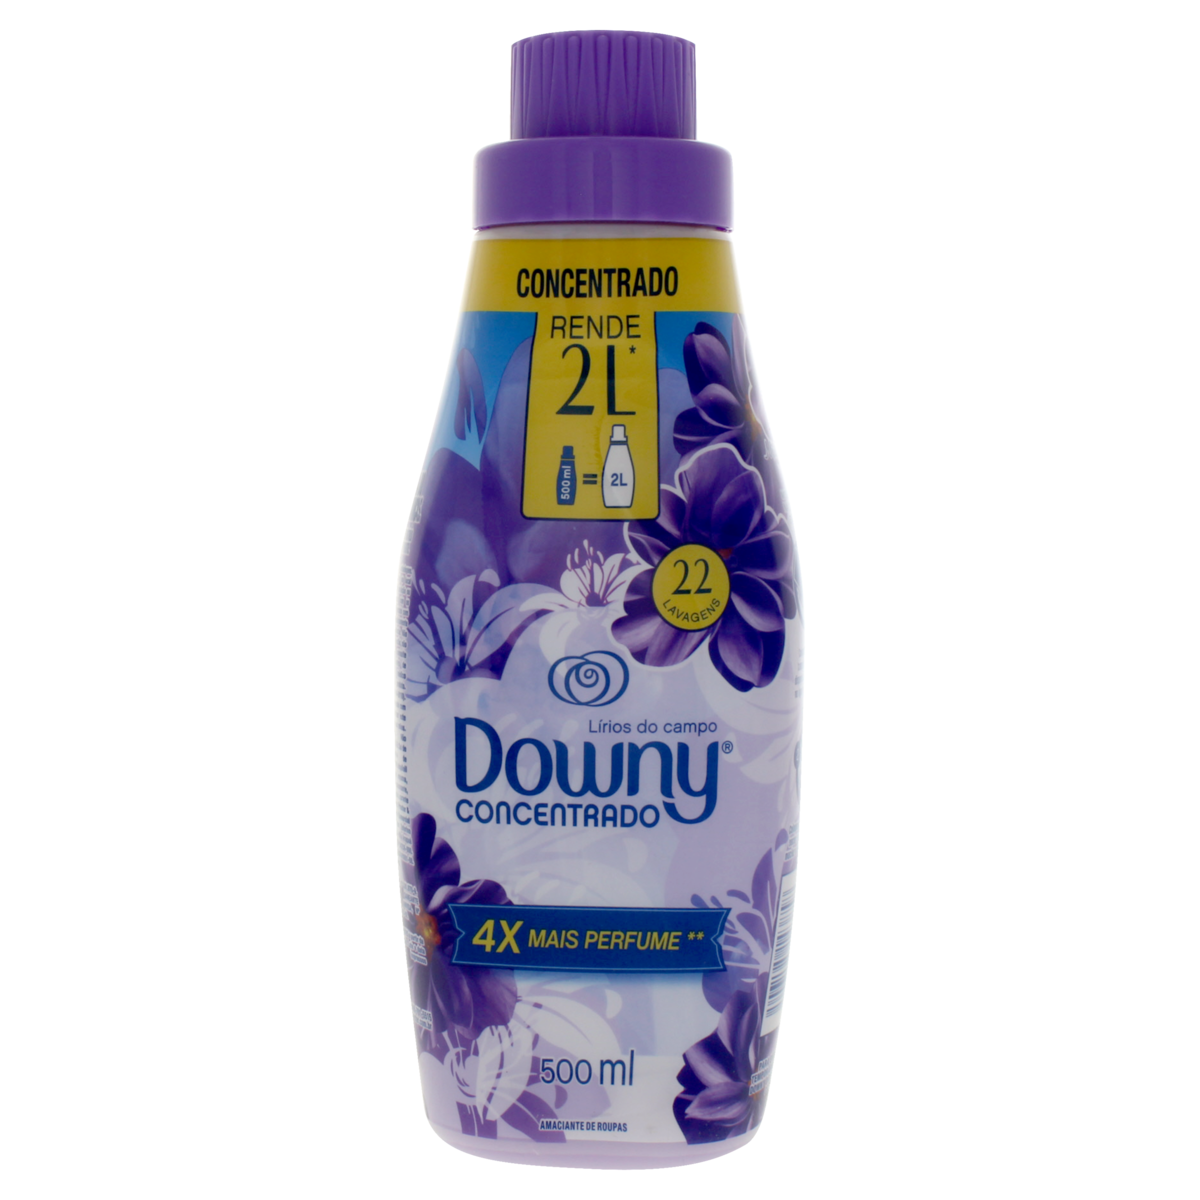 CONCENTRADO
RENDE
2L*
500 ml = 2L
22
LAVAGENS
Lírios do campo
Downy®
CONCENTRADO
4X MAIS PERFUME**
500 ml
AMACIANTE DE ROUPAS